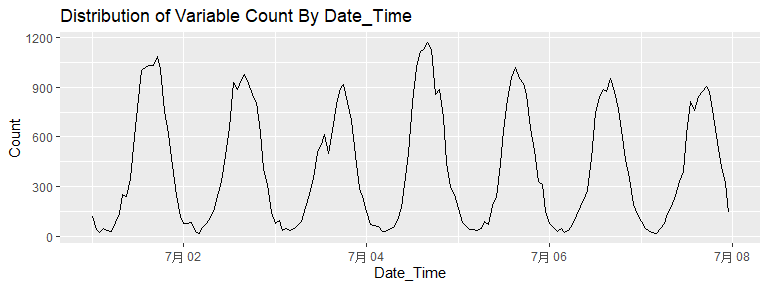 Distribution of Variable Count By Date_Time
1200
900
600
300
0
Count
7月 02
7月 04
7月 06
7月 08
Date_Time